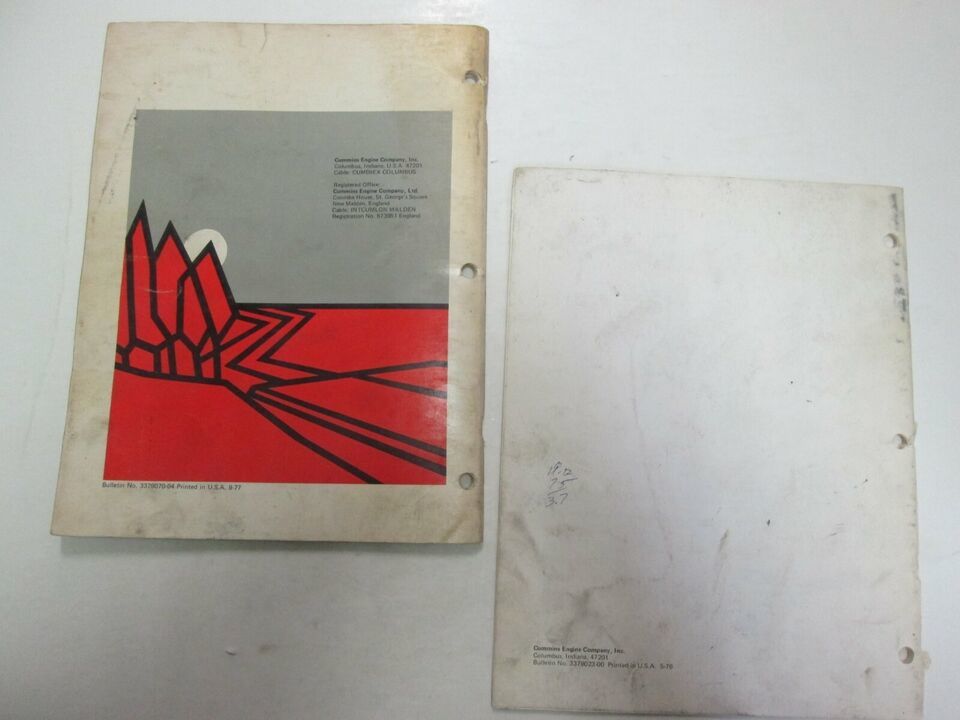 Cummins Engine Company, Inc.
Columbus, Indiana, U.S.A. 47201
Cable: CUMDIEX COLUMBUS
Registered Office:
Cummins Engine Company, Ltd.
Coombe House, St. George's Square
New Malden, England
Cable: INTCUMLON MALDEN
Registration No. England
Bulletin No. 3379070-04 Printed in U.S.A. 8-77
Cummins Engine Company, Inc.
Columbus, Indiana, 47201
Bulletin No. 3379023-00 Printed in U.S.A. 5-76